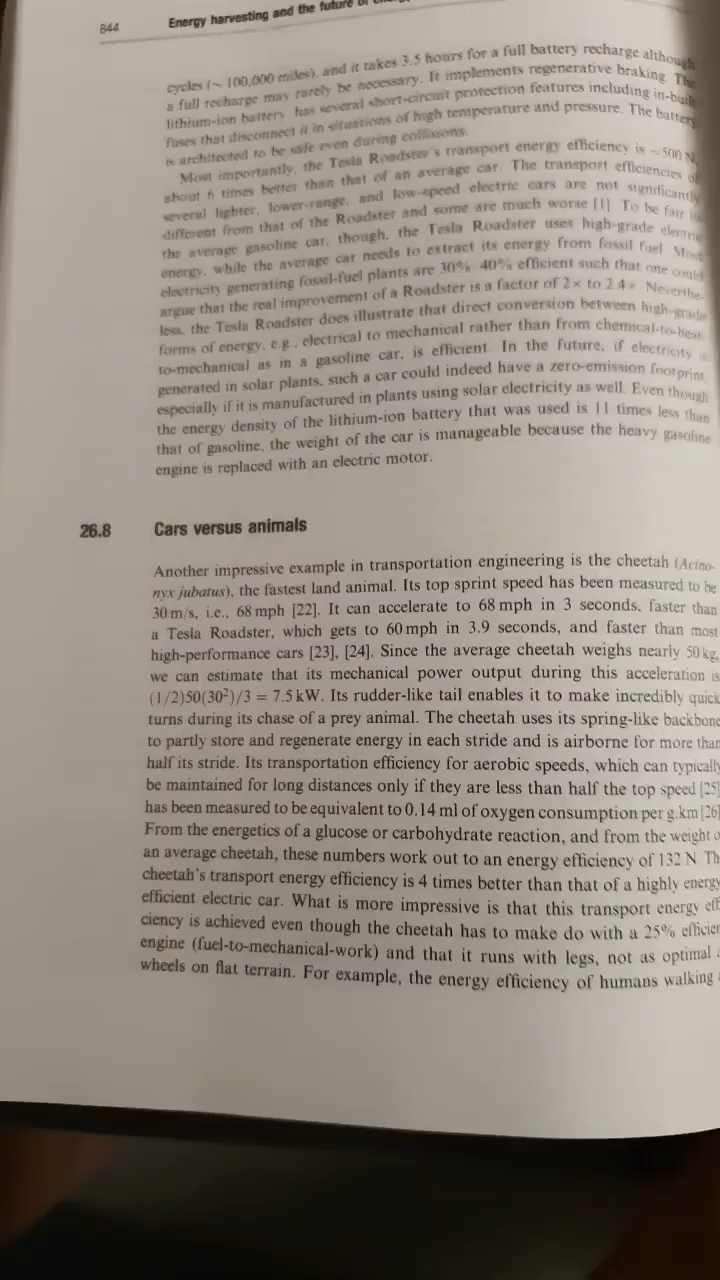 844 Energy harvesting and the future of
cycles (~ 100,000 miles), and it takes 3.5 hours for a full battery recharge although
a full recharge may rarely be necessary. It implements regenerative braking. The
lithium-ion battery has several short-circuit protection features including in-built
fuses that disconnect it in situations of high temperature and pressure. The battery
is architected to be safe even during collisions.
Most importantly, the Tesla Roadster's transport energy efficiency is ~500 N,
about 6 times better than that of an average car. The transport efficiencies of
several lighter, lower-range, and low-speed electric cars are not significantly
different from that of the Roadster and some are much worse [1]. To be fair to
the average gasoline car, though, the Tesla Roadster uses high-grade electric
energy, while the average car needs to extract its energy from fossil fuel. Most
electricity generating fossil-fuel plants are 30% 40% efficient such that one could
argue that the real improvement of a Roadster is a factor of 2× to 2.4×. Neverthe-
less, the Tesla Roadster does illustrate that direct conversion between high-grade
forms of energy, e.g., electrical to mechanical rather than from chemical-to-heat-
to-mechanical as in a gasoline car, is efficient. In the future, if electricity is
generated in solar plants, such a car could indeed have a zero-emission footprint,
especially if it is manufactured in plants using solar electricity as well. Even though
the energy density of the lithium-ion battery that was used is 11 times less than
that of gasoline, the weight of the car is manageable because the heavy gasoline
engine is replaced with an electric motor.
26.8 Cars versus animals
Another impressive example in transportation engineering is the cheetah (Acino-
nyx jubatus), the fastest land animal. Its top sprint speed has been measured to be
30 m/s, i.e., 68 mph [22]. It can accelerate to 68 mph in 3 seconds, faster than
a Tesla Roadster, which gets to 60 mph in 3.9 seconds, and faster than most
high-performance cars [23], [24]. Since the average cheetah weighs nearly 50 kg,
we can estimate that its mechanical power output during this acceleration is
(1/2)50(30²)/3 = 7.5 kW. Its rudder-like tail enables it to make incredibly quick
turns during its chase of a prey animal. The cheetah uses its spring-like backbone
to partly store and regenerate energy in each stride and is airborne for more than
half its stride. Its transportation efficiency for aerobic speeds, which can typically
be maintained for long distances only if they are less than half the top speed [25]
has been measured to be equivalent to 0.14 ml of oxygen consumption per g.km [26]
From the energetics of a glucose or carbohydrate reaction, and from the weight o
an average cheetah, these numbers work out to an energy efficiency of 132 N. Th
cheetah's transport energy efficiency is 4 times better than that of a highly energy
efficient electric car. What is more impressive is that this transport energy eff
ciency is achieved even though the cheetah has to make do with a 25% efficien
engine (fuel-to-mechanical-work) and that it runs with legs, not as optimal a
wheels on flat terrain. For example, the energy efficiency of humans walking